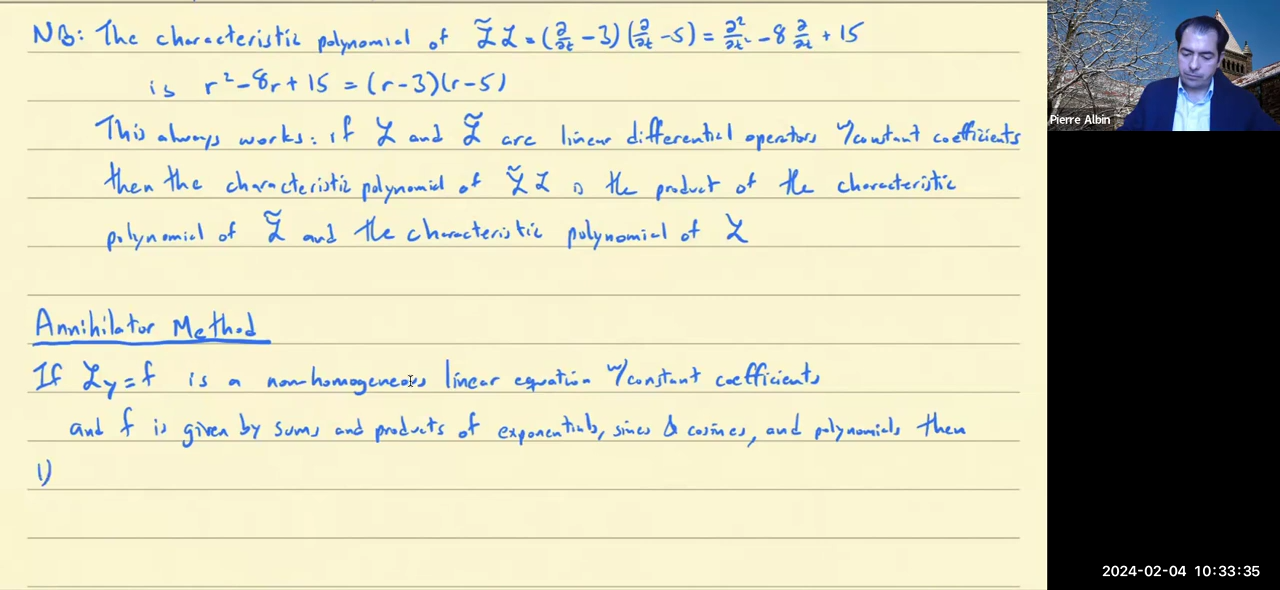 NB: The characteristic polynomial of ℒ̃ℒ = (∂/∂t - 3)(∂/∂t - 5) = ∂²/∂t² - 8 ∂/∂t + 15
is r² - 8r + 15 = (r-3)(r-5)
This always works: if ℒ and ℒ̃ are linear differential operators w/constant coefficients
then the characteristic polynomial of ℒ̃ℒ is the product of the characteristic
polynomial of ℒ̃ and the characteristic polynomial of ℒ
Annihilator Method
If ℒy = f is a non-homogeneous linear equation w/constant coefficients
and f is given by sums and products of exponentials, sines & cosines, and polynomials then
1)
Pierre Albin
2024-02-04 10:33:35